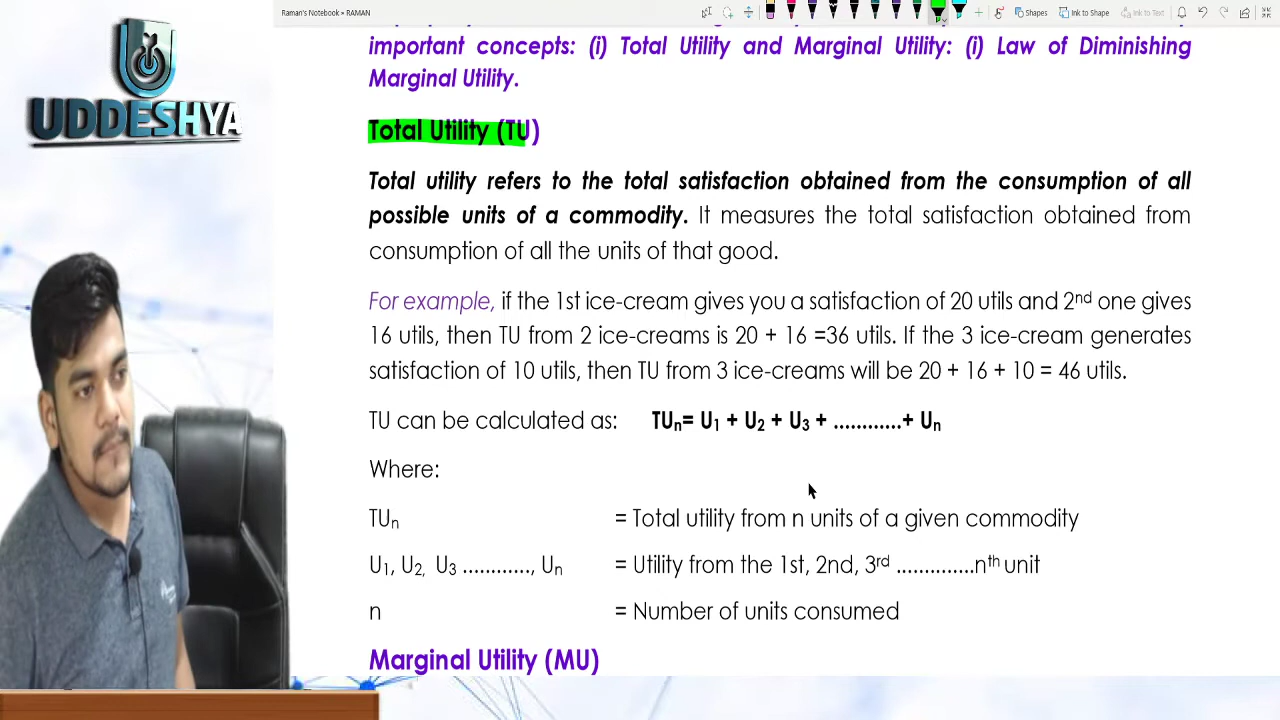 Raman's Notebook » RAMAN
Shapes
Ink to Shape
Ink to Text
UDDESHYA
important concepts: (i) Total Utility and Marginal Utility: (i) Law of Diminishing
Marginal Utility.
Total Utility (TU)
Total utility refers to the total satisfaction obtained from the consumption of all
possible units of a commodity. It measures the total satisfaction obtained from
consumption of all the units of that good.
For example, if the 1st ice-cream gives you a satisfaction of 20 utils and 2nd one gives
16 utils, then TU from 2 ice-creams is 20 + 16 =36 utils. If the 3 ice-cream generates
satisfaction of 10 utils, then TU from 3 ice-creams will be 20 + 16 + 10 = 46 utils.
TU can be calculated as: TUn= U1 + U2 + U3 + ............+ Un
Where:
TUn = Total utility from n units of a given commodity
U1, U2, U3 ............, Un = Utility from the 1st, 2nd, 3rd ..............nth unit
n = Number of units consumed
Marginal Utility (MU)